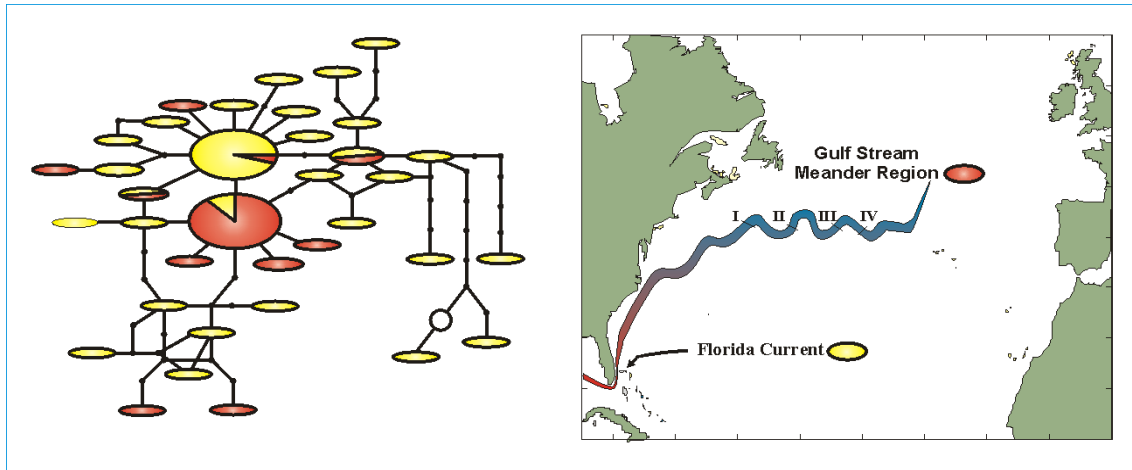 Gulf Stream
Meander Region
I II III IV
Florida Current